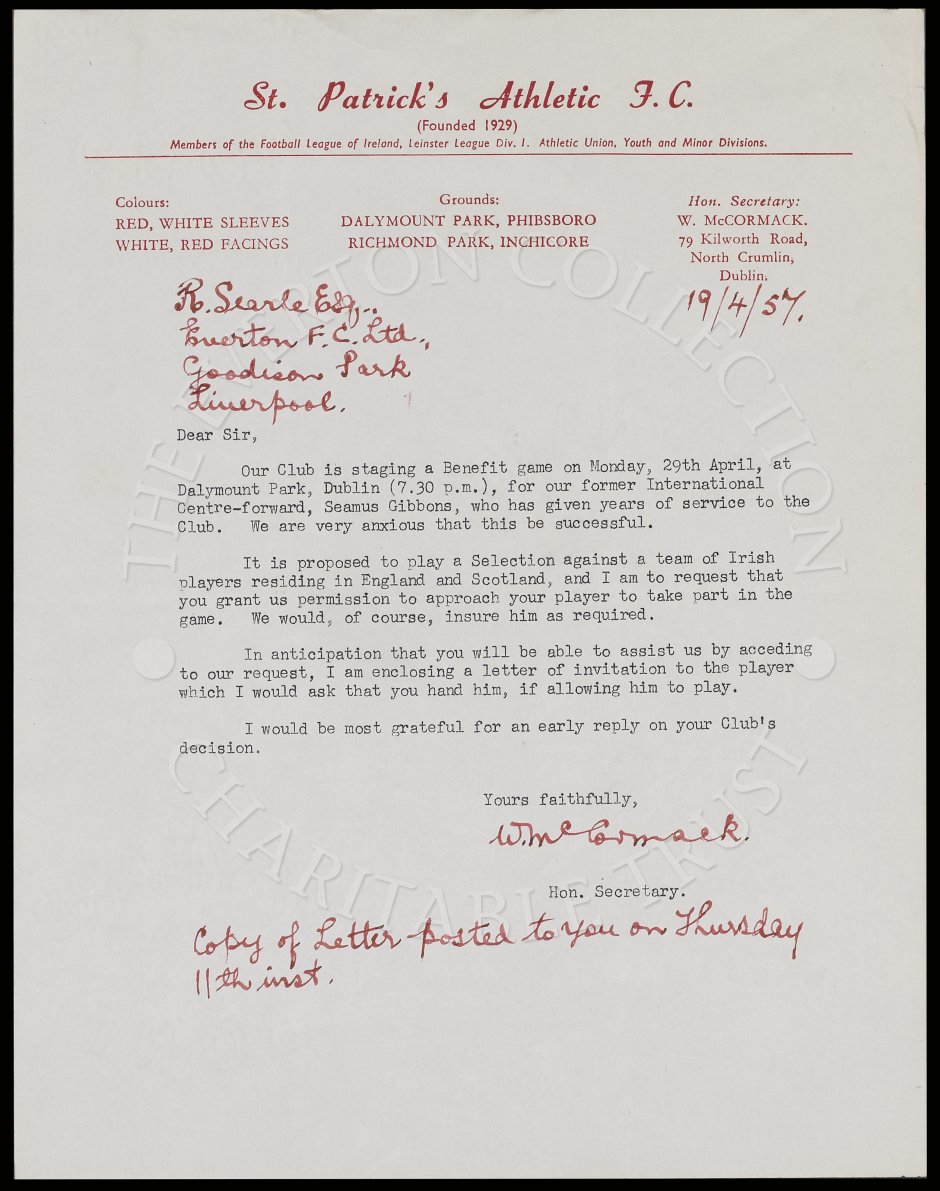 St. Patrick's Athletic F.C.
(Founded 1929)
Members of the Football League of Ireland, Leinster League Div. 1. Athletic Union, Youth and Minor Divisions.
Colours:
RED, WHITE SLEEVES
WHITE, RED FACINGS
Grounds:
DALYMOUNT PARK, PHIBSBORO
RICHMOND PARK, INCHICORE
Hon. Secretary:
W. McCORMACK.
79 Kilworth Road,
North Crumlin,
Dublin.
19/4/57.
R. Searle Esq.,
Everton F.C. Ltd.,
Goodison Park
Liverpool.
Dear Sir,
Our Club is staging a Benefit game on Monday, 29th April, at
Dalymount Park, Dublin (7.30 p.m.), for our former International
Centre-forward, Seamus Gibbons, who has given years of service to the
Club. We are very anxious that this be successful.
It is proposed to play a Selection against a team of Irish
players residing in England and Scotland, and I am to request that
you grant us permission to approach your player to take part in the
game. We would, of course, insure him as required.
In anticipation that you will be able to assist us by acceding
to our request, I am enclosing a letter of invitation to the player
which I would ask that you hand him, if allowing him to play.
I would be most grateful for an early reply on your Club's
decision.
Yours faithfully,
W. McCormack.
Hon. Secretary.
Copy of Letter posted to you on Thursday
11th inst.
THE EVERTON COLLECTION
CHARITABLE TRUST